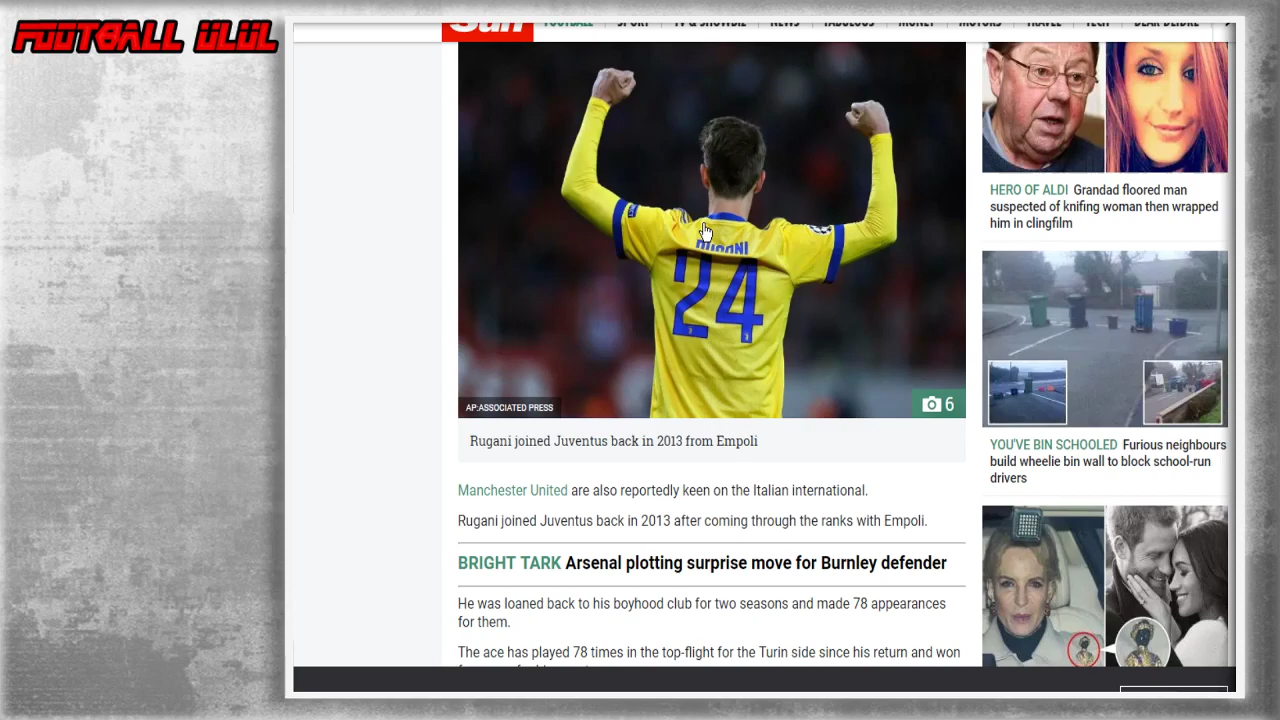 FOOTBALL ULUL
Sun
FOOTBALL SPORT TV & SHOWBIZ NEWS FABULOUS MONEY MOTORS TRAVEL TECH DEAR DEIDRE
RUGANI
24
AP:ASSOCIATED PRESS
6
Rugani joined Juventus back in 2013 from Empoli
Manchester United are also reportedly keen on the Italian international.
Rugani joined Juventus back in 2013 after coming through the ranks with Empoli.
BRIGHT TARK Arsenal plotting surprise move for Burnley defender
He was loaned back to his boyhood club for two seasons and made 78 appearances
for them.
The ace has played 78 times in the top-flight for the Turin side since his return and won
HERO OF ALDI Grandad floored man
suspected of knifing woman then wrapped
him in clingfilm
YOU'VE BIN SCHOOLED Furious neighbours
build wheelie bin wall to block school-run
drivers